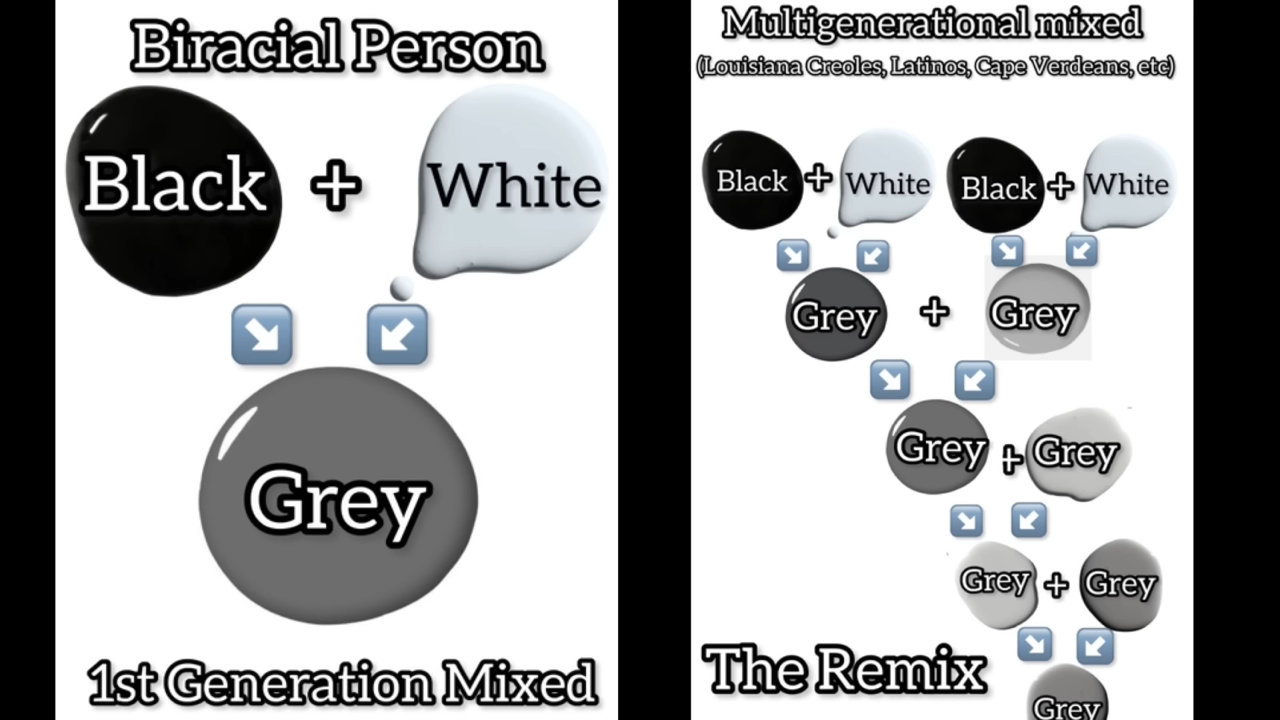 Biracial Person
Black + White
Grey
1st Generation Mixed
Multigenerational mixed
(Louisiana Creoles, Latinos, Cape Verdeans, etc)
Black + White Black + White
Grey + Grey
Grey + Grey
Grey + Grey
The Remix
Grey